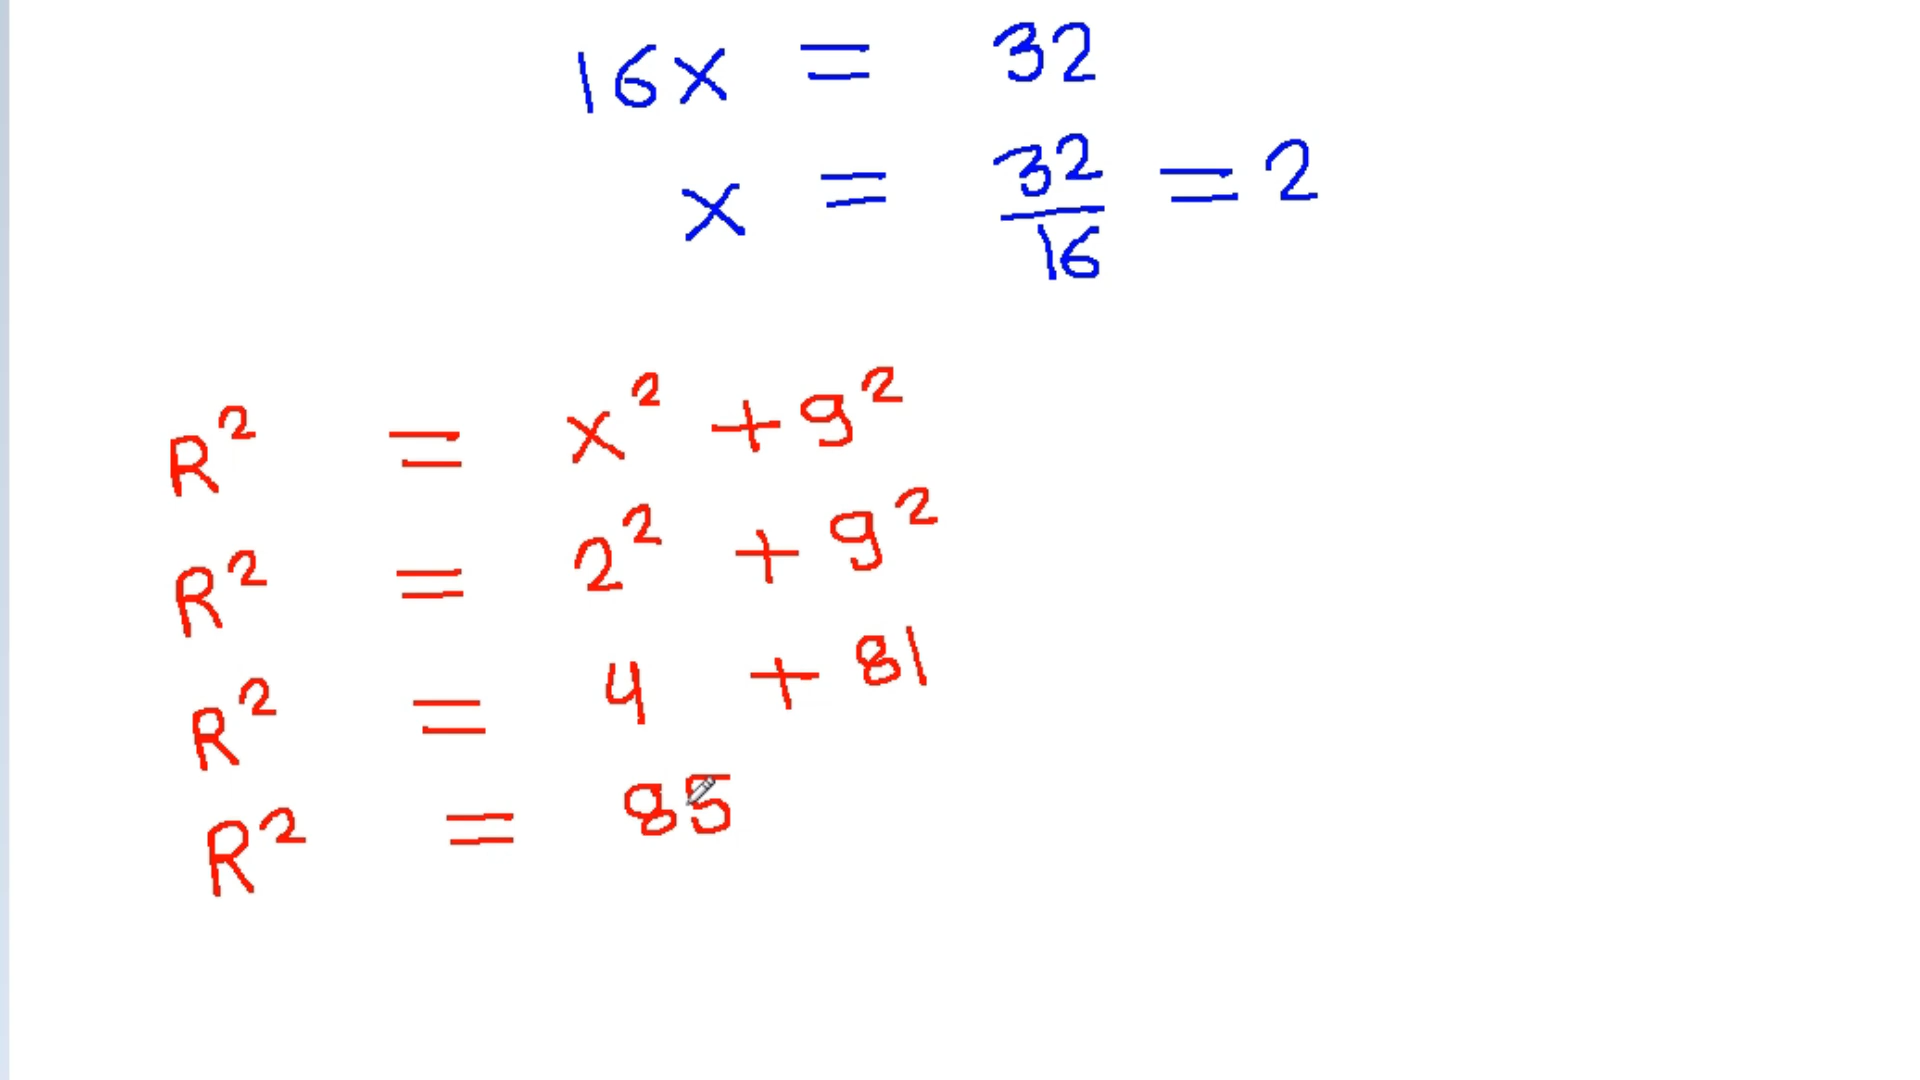 16x = 32
x = 32/16 = 2
R² = x² + 9²
R² = 2² + 9²
R² = 4 + 81
R² = 85